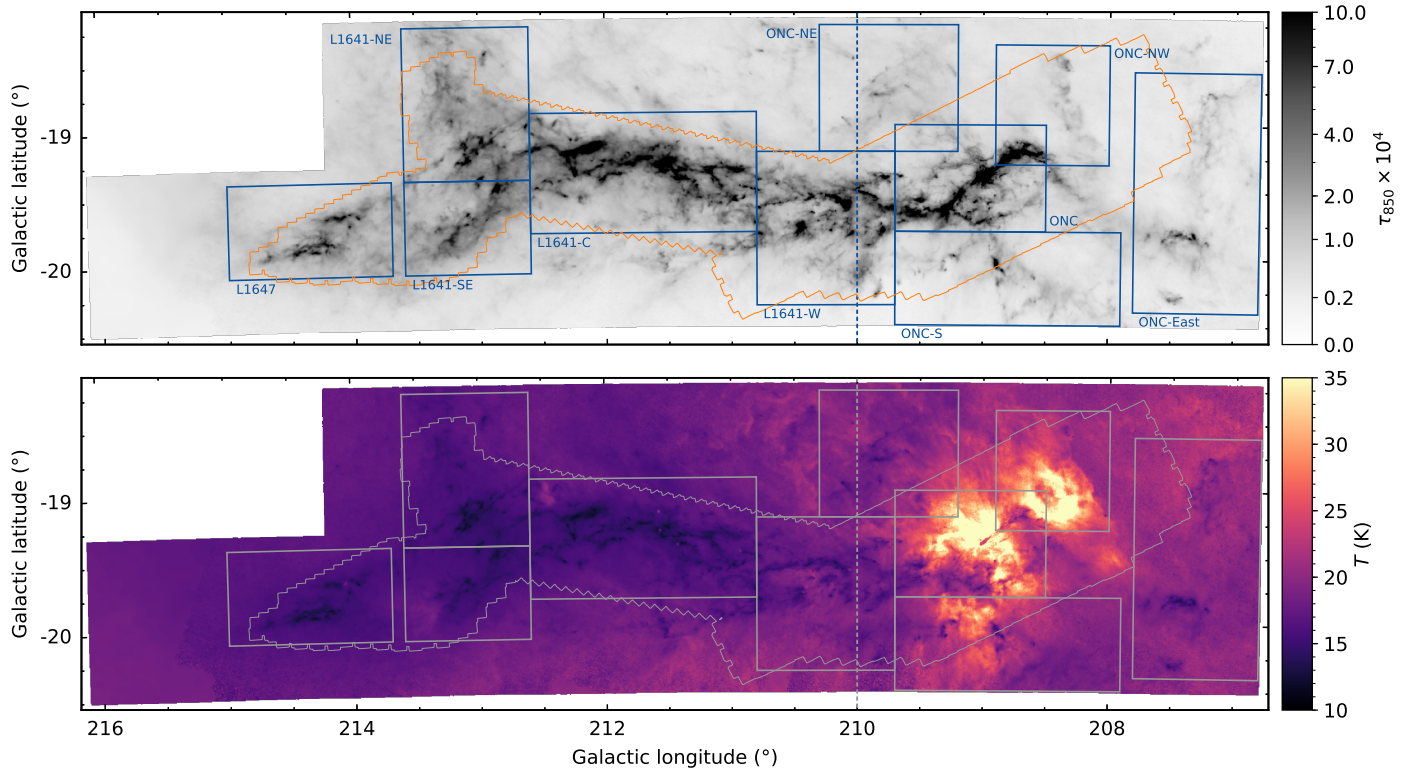 L1641-NE
ONC-NE
ONC-NW
L1647
L1641-SE
L1641-C
L1641-W
ONC-S
ONC
ONC-East
Galactic latitude (°)
-19
-20
10.0
7.0
4.0
2.0
1.0
0.2
0.0
τ850 × 10⁴
Galactic latitude (°)
-19
-20
35
30
25
20
15
10
T (K)
216
214
212
210
208
Galactic longitude (°)